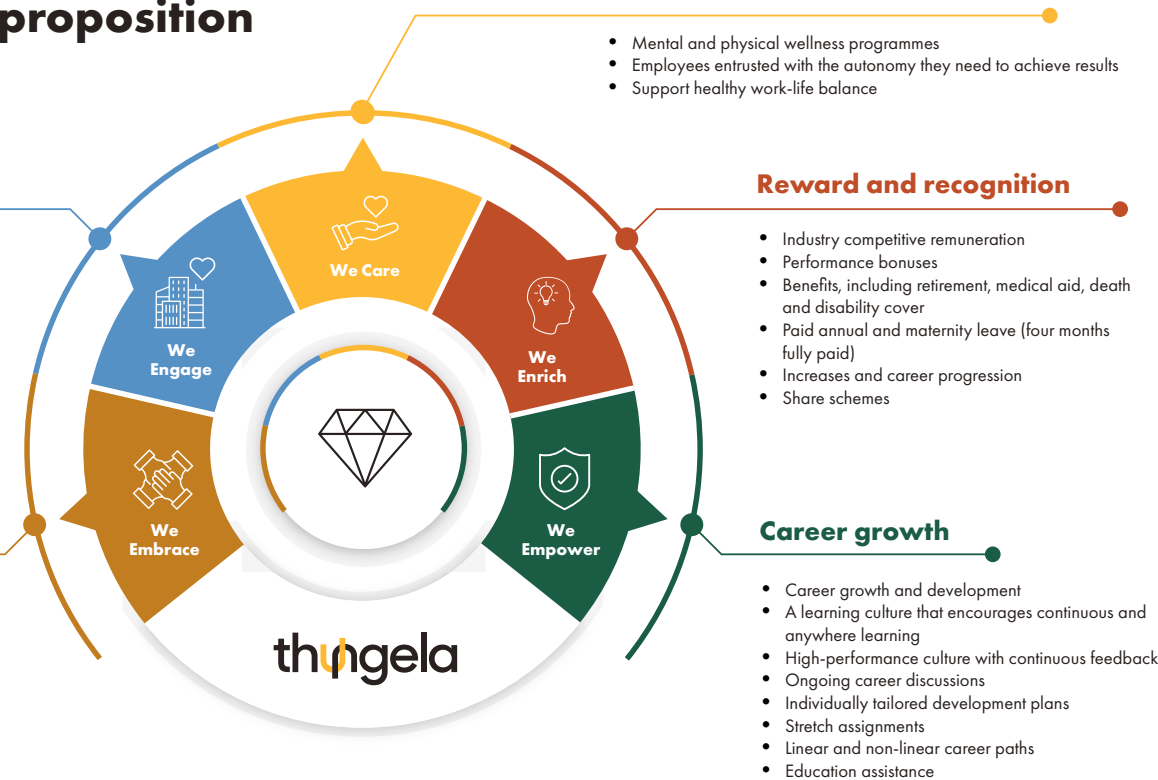 proposition
• Mental and physical wellness programmes
• Employees entrusted with the autonomy they need to achieve results
• Support healthy work-life balance
We Care
We
Engage
We
Enrich
We
Embrace
We
Empower
thungela
Reward and recognition
• Industry competitive remuneration
• Performance bonuses
• Benefits, including retirement, medical aid, death
and disability cover
• Paid annual and maternity leave (four months
fully paid)
• Increases and career progression
• Share schemes
Career growth
• Career growth and development
• A learning culture that encourages continuous and
anywhere learning
• High-performance culture with continuous feedback
• Ongoing career discussions
• Individually tailored development plans
• Stretch assignments
• Linear and non-linear career paths
• Education assistance